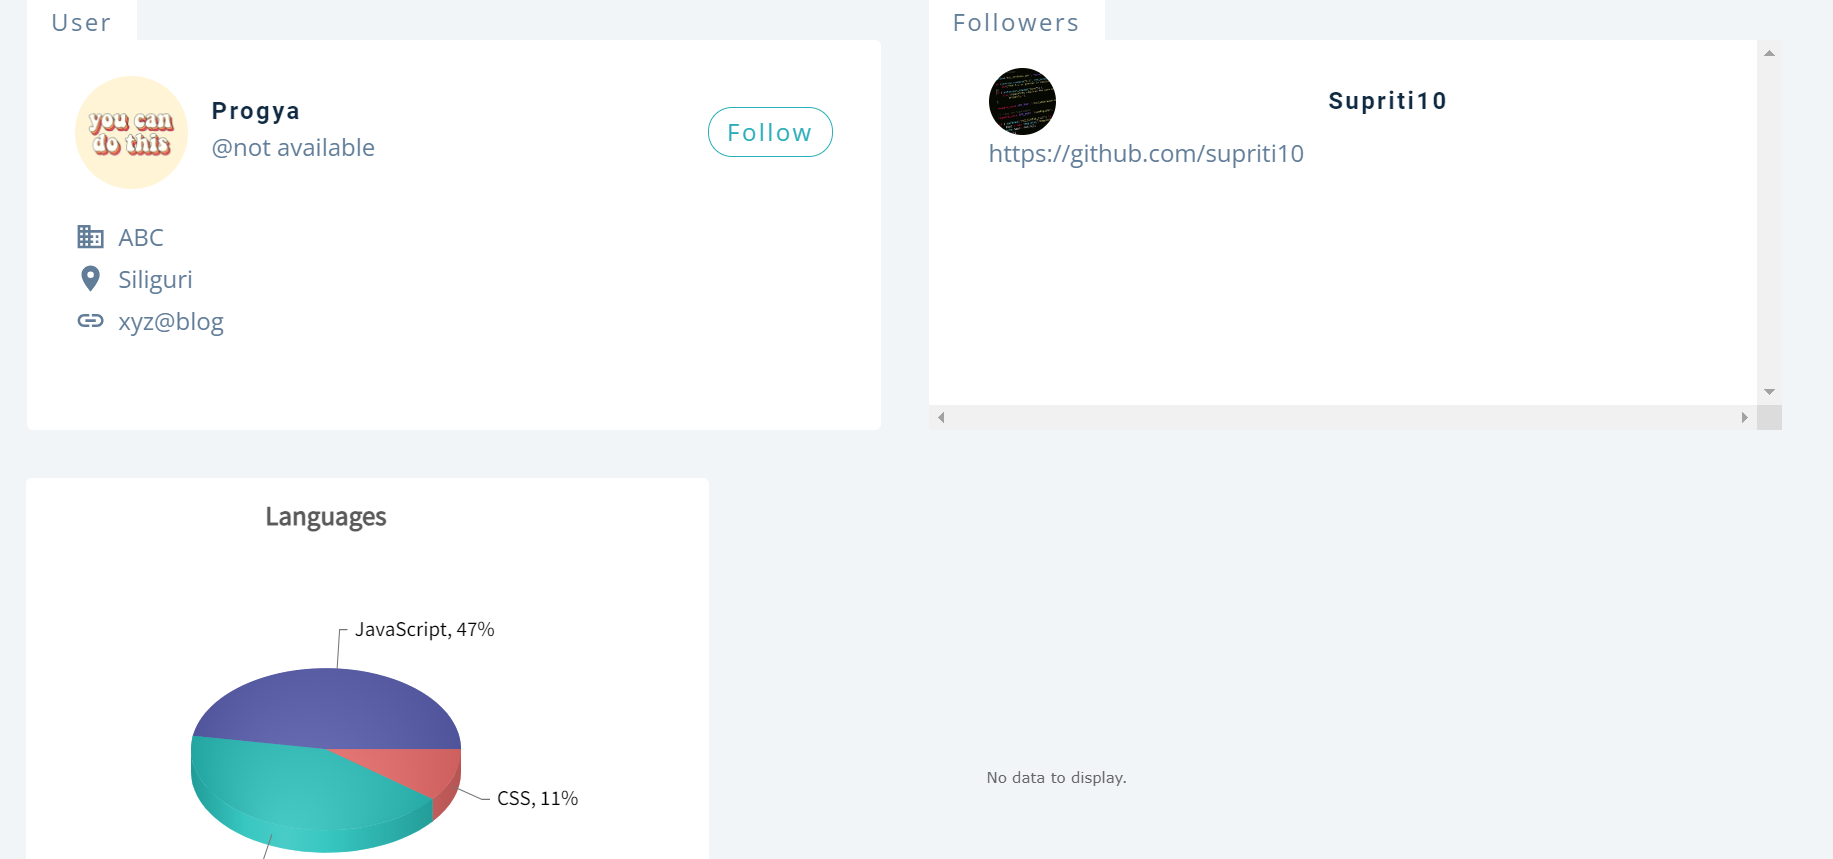 User
you can
do this
Progya
@not available
Follow
ABC
Siliguri
xyz@blog
Followers
Supriti10
https://github.com/supriti10
Languages
JavaScript, 47%
CSS, 11%
No data to display.